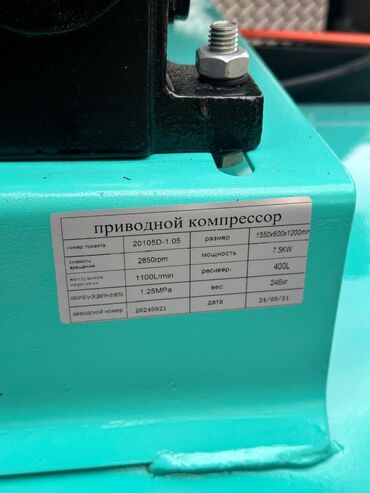 приводной компрессор
номер проекта 20105D-1.05 размер 1550x600x1200mm
скорость вращения 2850rpm мощность 7.5KW
1100L/min ресивер: 400L
1.25MPa вес: 246кг
заводской номер 20240921 дата 24/09/21